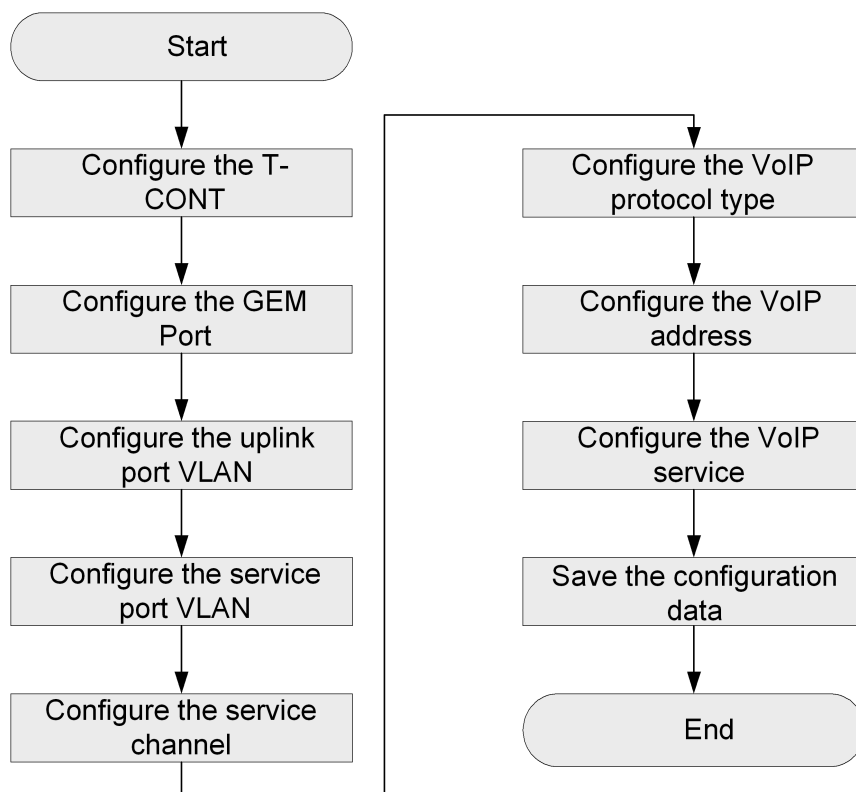 Start
Configure the T-
CONT
Configure the GEM
Port
Configure the uplink
port VLAN
Configure the service
port VLAN
Configure the service
channel
Configure the VoIP
protocol type
Configure the VoIP
address
Configure the VoIP
service
Save the configuration
data
End